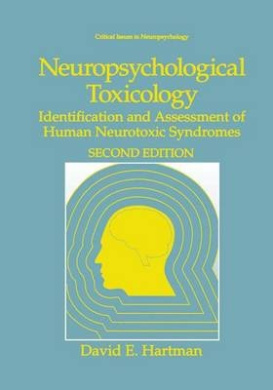 Critical Issues in Neuropsychology
Neuropsychological
Toxicology
Identification and Assessment of
Human Neurotoxic Syndromes
SECOND EDITION
David E. Hartman